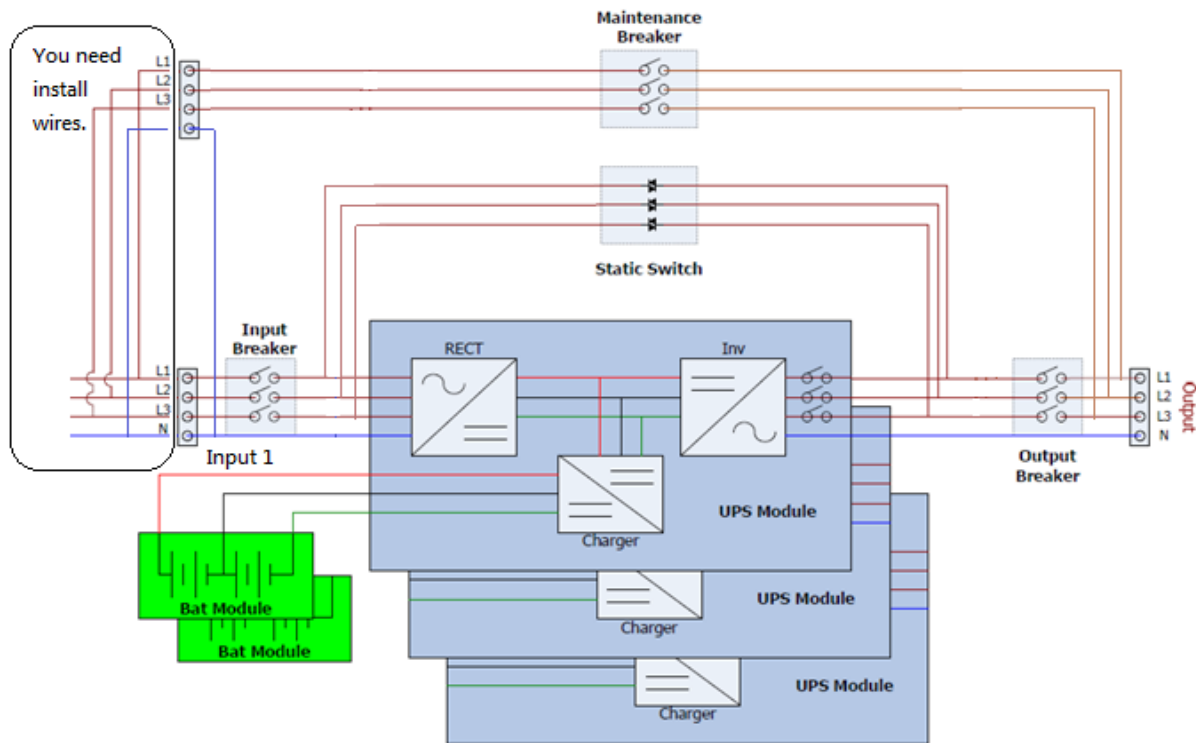 Maintenance
Breaker
You need
install
wires.
L1
L2
L3
Static Switch
Input
Breaker
RECT
Inv
L1
L2
L3
N
L1
L2
L3
N
Output
Input 1
Output
Breaker
UPS Module
Charger
Bat Module
UPS Module
Charger
Bat Module
UPS Module
Charger